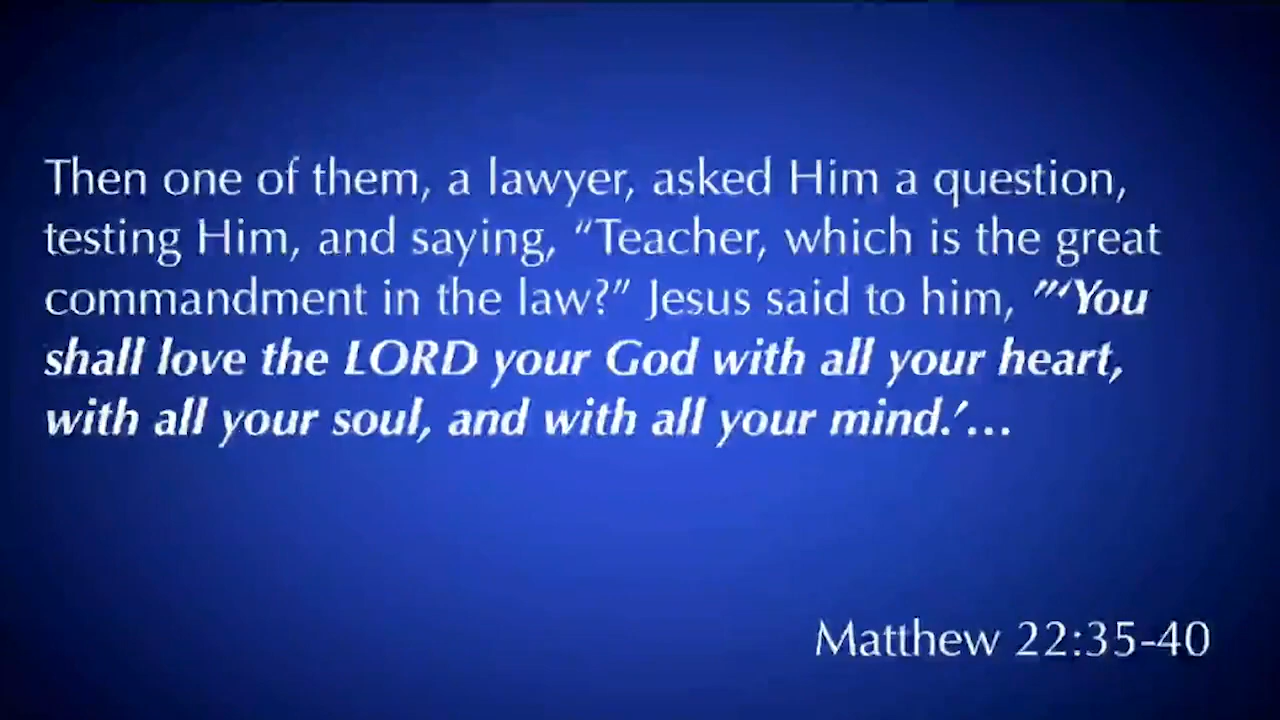 Then one of them, a lawyer, asked Him a question,
testing Him, and saying, “Teacher, which is the great
commandment in the law?” Jesus said to him, ”‘You
shall love the LORD your God with all your heart,
with all your soul, and with all your mind.’...
Matthew 22:35-40